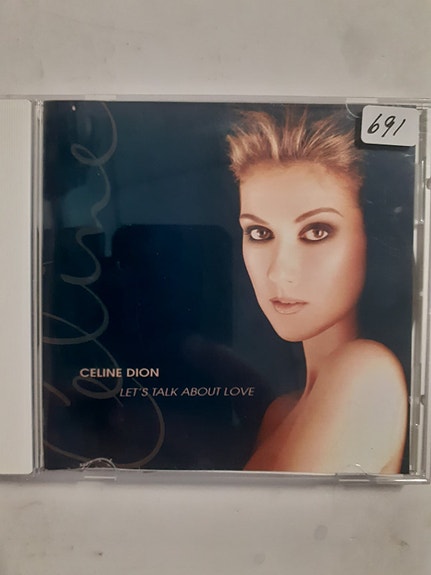 691
Celine
CELINE DION
LET'S TALK ABOUT LOVE